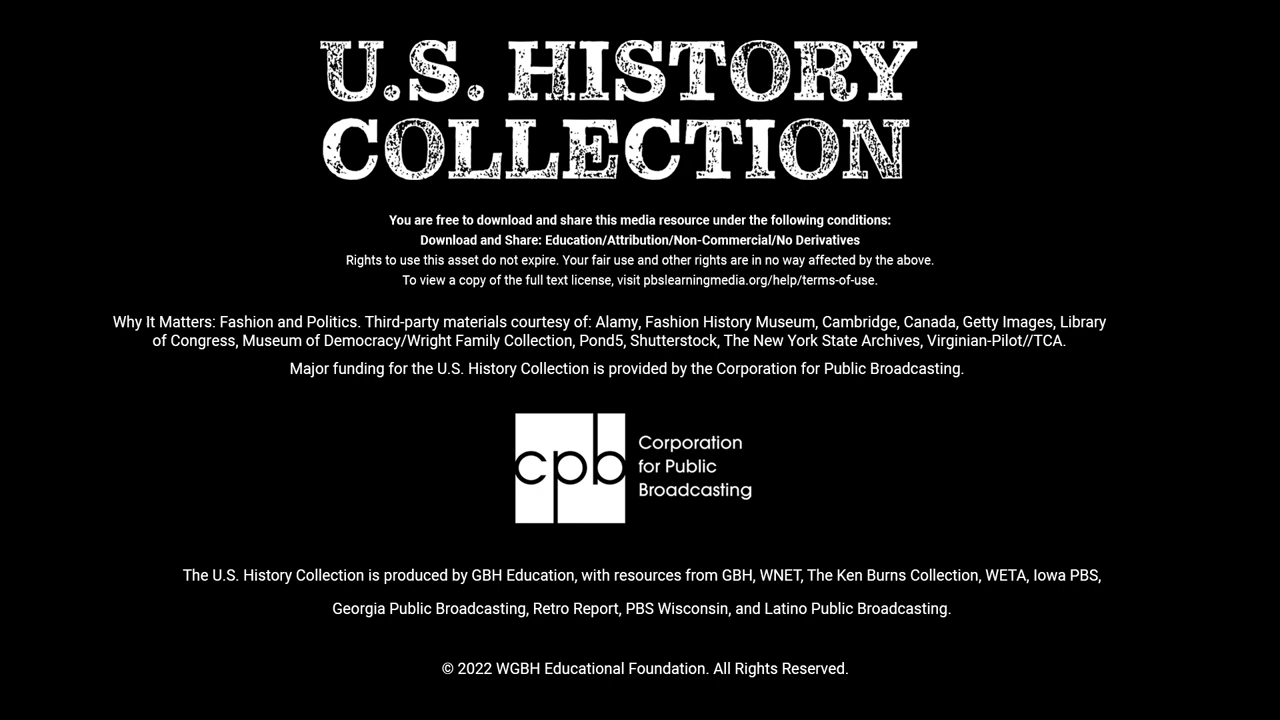 U.S. HISTORY
COLLECTION
You are free to download and share this media resource under the following conditions:
Download and Share: Education/Attribution/Non-Commercial/No Derivatives
Rights to use this asset do not expire. Your fair use and other rights are in no way affected by the above.
To view a copy of the full text license, visit pbslearningmedia.org/help/terms-of-use.
Why It Matters: Fashion and Politics. Third-party materials courtesy of: Alamy, Fashion History Museum, Cambridge, Canada, Getty Images, Library
of Congress, Museum of Democracy/Wright Family Collection, Pond5, Shutterstock, The New York State Archives, Virginian-Pilot//TCA.
Major funding for the U.S. History Collection is provided by the Corporation for Public Broadcasting.
cpb
Corporation
for Public
Broadcasting
The U.S. History Collection is produced by GBH Education, with resources from GBH, WNET, The Ken Burns Collection, WETA, Iowa PBS,
Georgia Public Broadcasting, Retro Report, PBS Wisconsin, and Latino Public Broadcasting.
© 2022 WGBH Educational Foundation. All Rights Reserved.